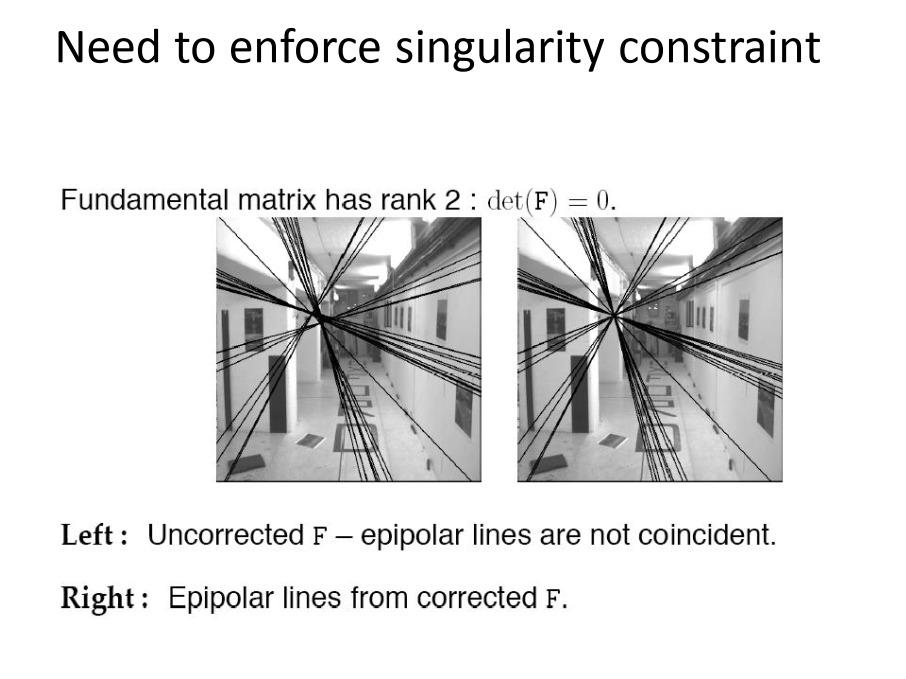 Need to enforce singularity constraint
Fundamental matrix has rank 2 : det(F) = 0.
Left : Uncorrected F – epipolar lines are not coincident.
Right : Epipolar lines from corrected F.